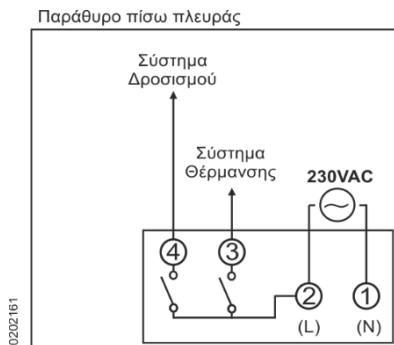 Παράθυρο πίσω πλευράς
Σύστημα
Δροσισμού
Σύστημα
Θέρμανσης
230VAC
4
3
2
1
(L)
(N)
0202161